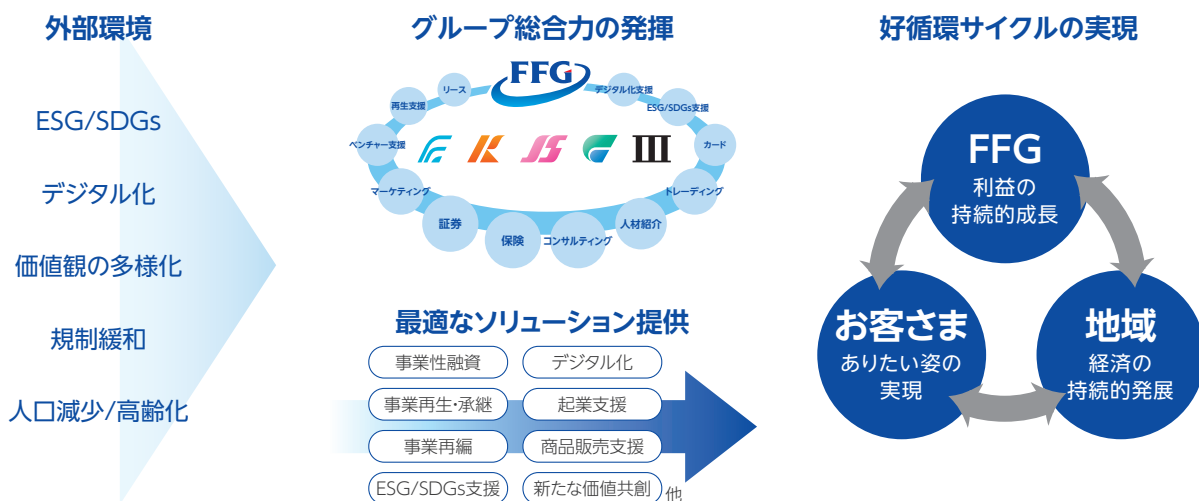 外部環境
ESG/SDGs
デジタル化
価値観の多様化
規制緩和
人口減少/高齢化
グループ総合力の発揮
FFG
リース
デジタル化支援
再生支援
ESG/SDGs支援
ベンチャー支援
カード
マーケティング
トレーディング
証券
人材紹介
保険
コンサルティング
最適なソリューション提供
事業性融資
デジタル化
事業再生・承継
起業支援
事業再編
商品販売支援
ESG/SDGs支援
新たな価値共創
他
好循環サイクルの実現
FFG
利益の
持続的成長
お客さま
ありたい姿の
実現
地域
経済の
持続的発展